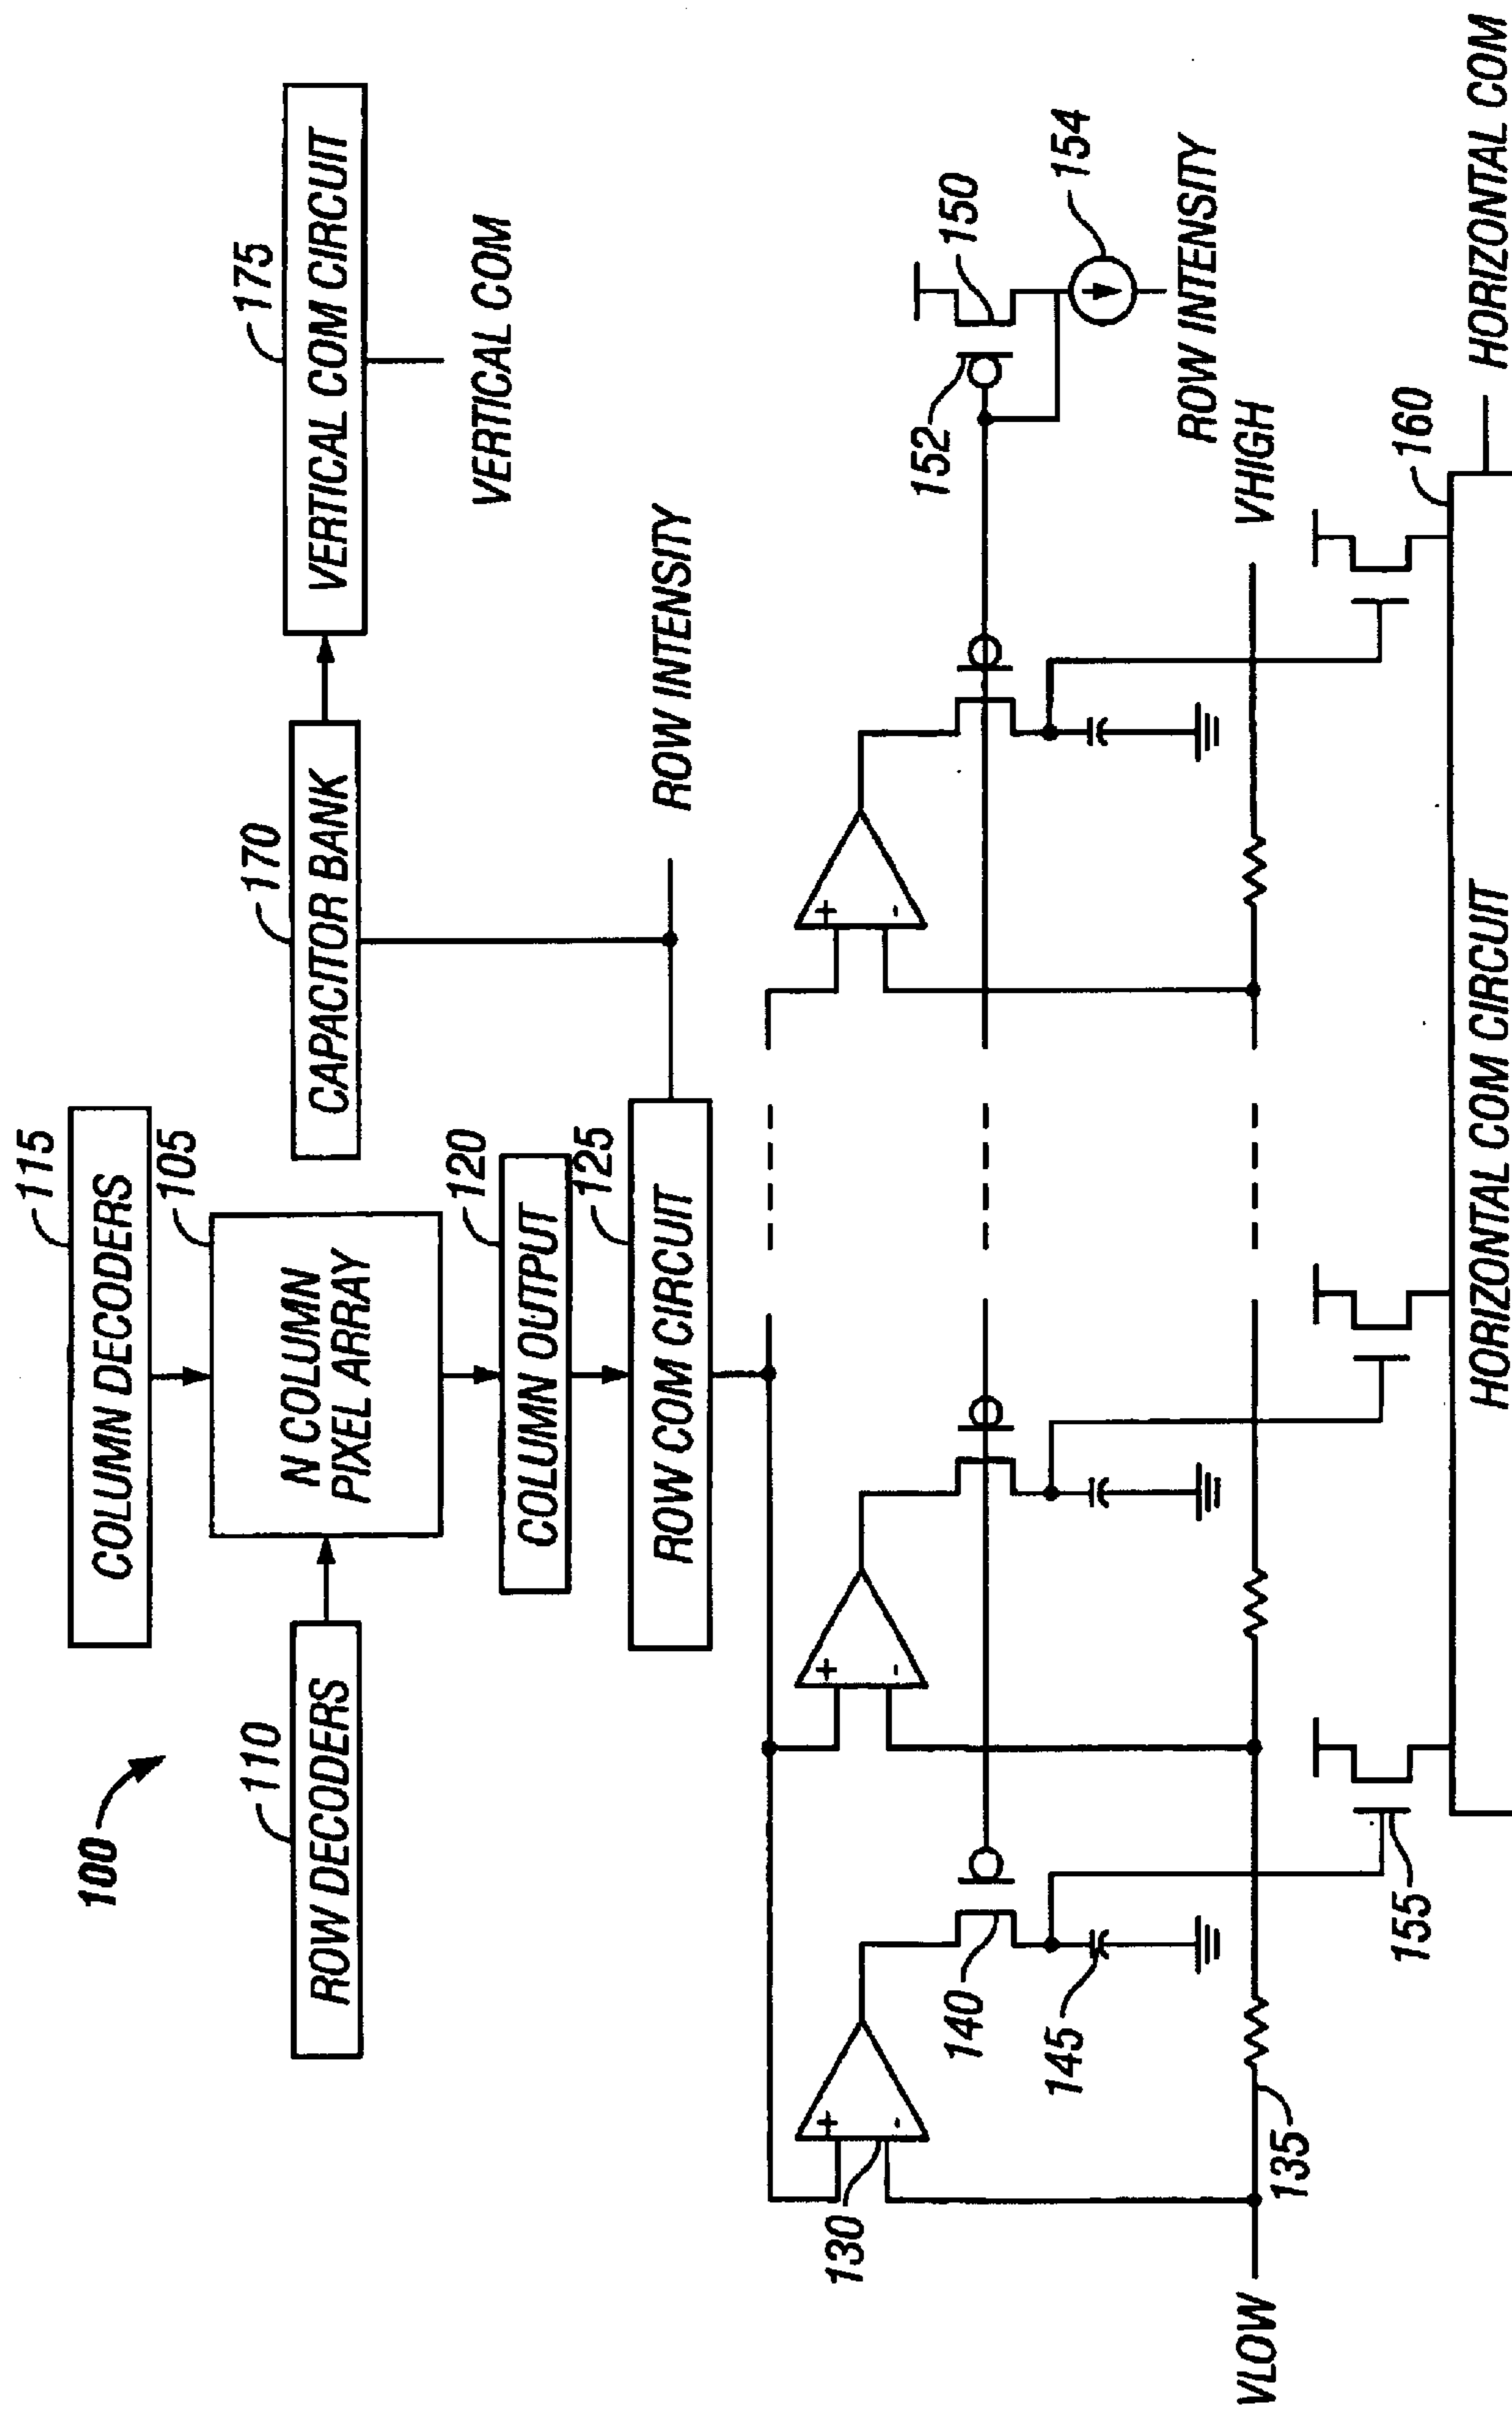 100
115
COLUMN DECODERS
110
ROW DECODERS
105
N COLUMN
PIXEL ARRAY
170
CAPACITOR BANK
175
VERTICAL COM CIRCUIT
VERTICAL COM
120
COLUMN OUTPUT
125
ROW COM CIRCUIT
ROW INTENSITY
130
+
-
+
-
+
-
140
145
152
150
154
ROW INTENSITY
VLOW
135
VHIGH
155
160
HORIZONTAL COM CIRCUIT
HORIZONTAL COM